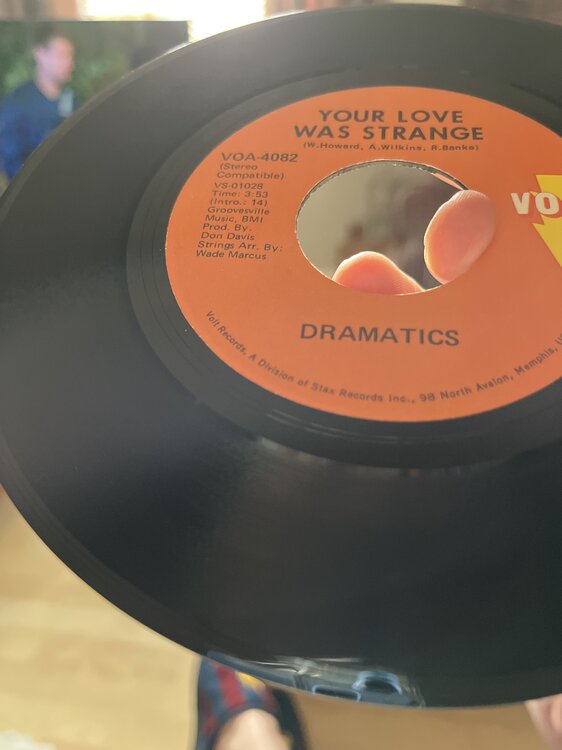 YOUR LOVE
WAS STRANGE
(W.Howard, A.Wilkins, R.Banks)
VOA-4082
(Stereo
Compatible)
VS-01028
Time: 3:53
(Intro.: 14)
Groovesville
Music, BMI
Prod. By:
Don Davis
Strings Arr. By:
Wade Marcus
VO
DRAMATICS
Volt Records, A Division of Stax Records Inc., 98 North Avalon, Memphis,